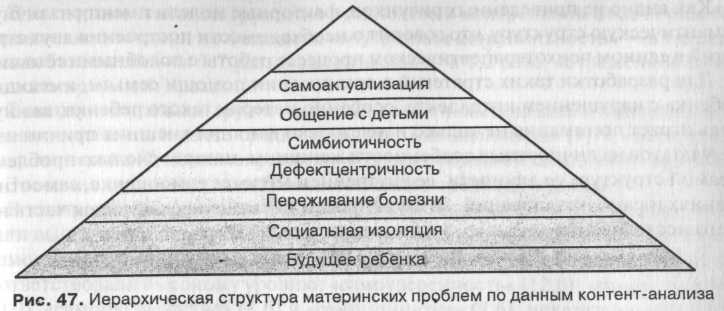 Самоактуализация
Общение с детьми
Симбиотичность
Дефектцентричность
Переживание болезни
Социальная изоляция
Будущее ребенка
Рис. 47. Иерархическая структура материнских проблем по данным контент-анализа